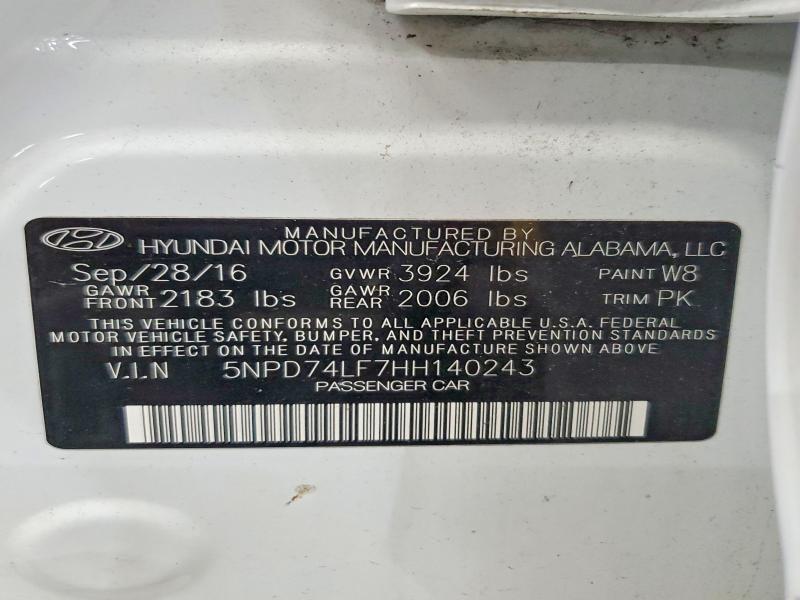 MANUFACTURED BY
HYUNDAI MOTOR MANUFACTURING ALABAMA, LLC
Sep/28/16 GVWR 3924 lbs PAINT W8
GAWR FRONT 2183 lbs GAWR REAR 2006 lbs TRIM PK
THIS VEHICLE CONFORMS TO ALL APPLICABLE U.S.A. FEDERAL
MOTOR VEHICLE SAFETY, BUMPER, AND THEFT PREVENTION STANDARDS
IN EFFECT ON THE DATE OF MANUFACTURE SHOWN ABOVE
V.I.N 5NPD74LF7HH140243
PASSENGER CAR